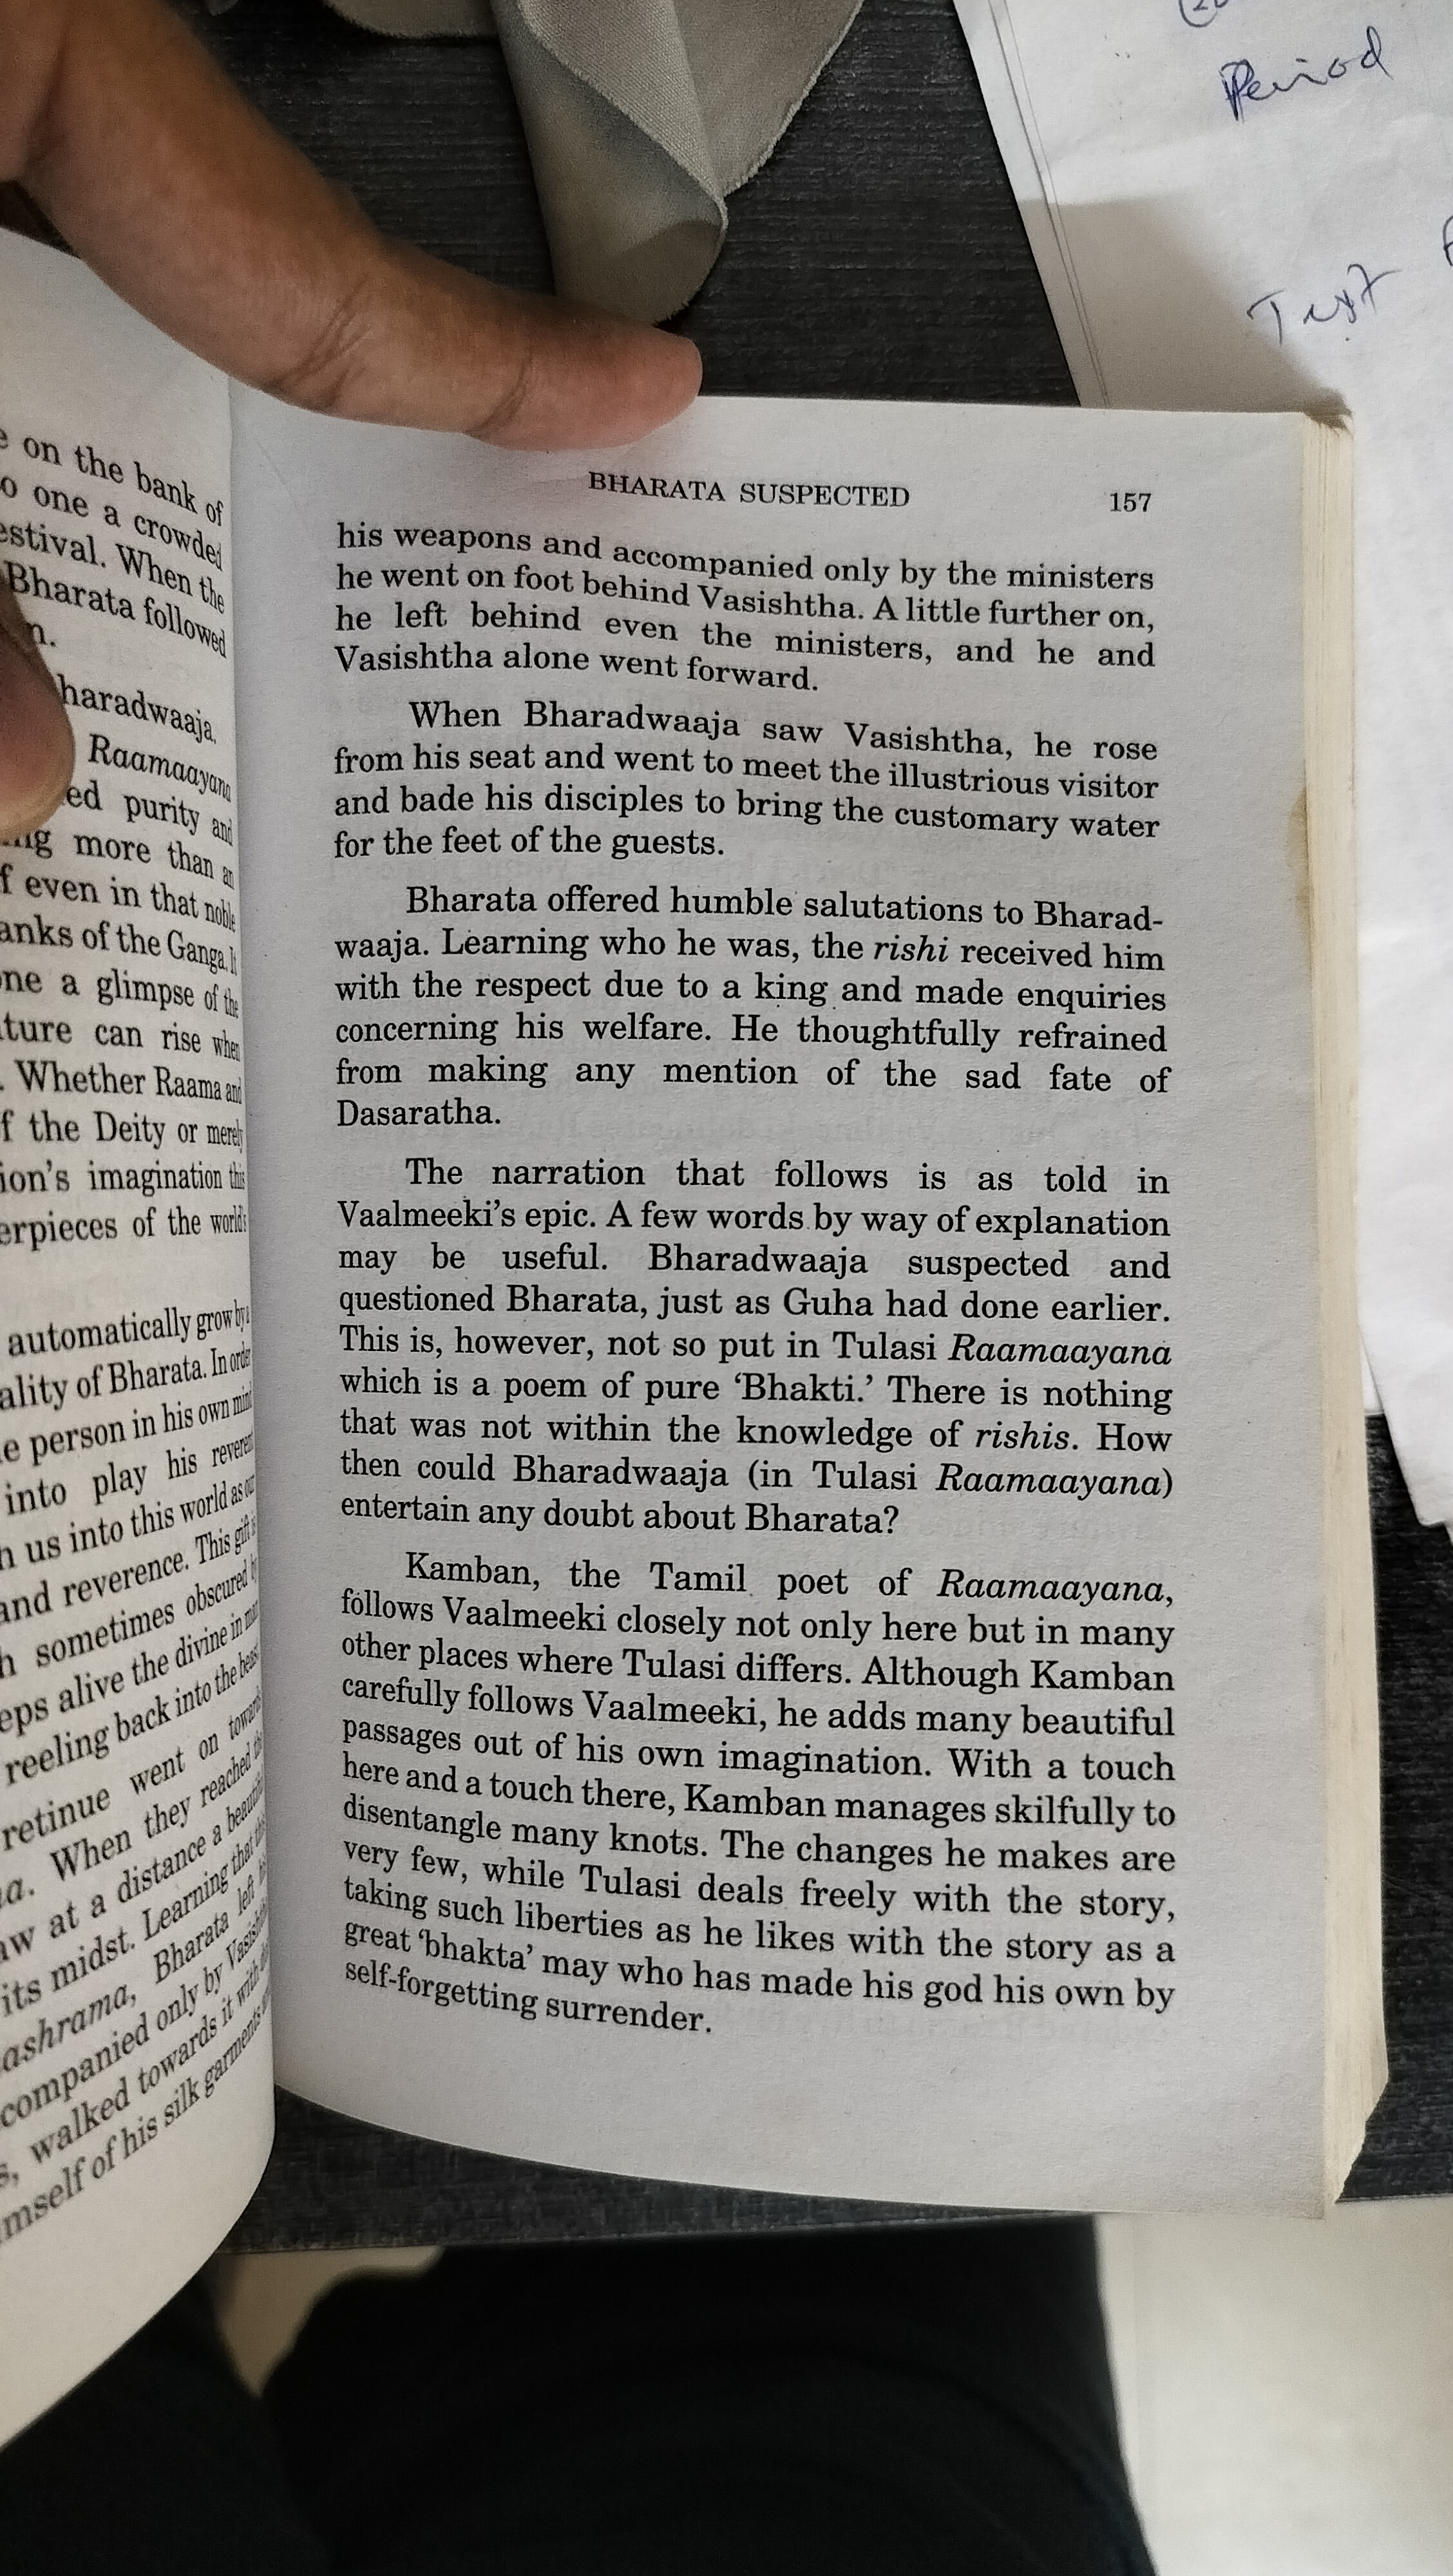 e on the bank of
o one a crowded
estival. When the
Bharata followed
n.
haradwaaja.
Raamaayana
ed purity and
ng more than an
f even in that noble
anks of the Ganga. It
one a glimpse of the
ture can rise when
. Whether Raama and
f the Deity or merely
ion's imagination this
erpieces of the world's
automatically grow by a
ality of Bharata. In order
e person in his own mind
into play his reverent
h us into this world as our
and reverence. This gift
h sometimes obscured
eps alive the divine in man
reeling back into the
retinue went on towards
a. When they reached the
aw at a distance a beautiful
its midst. Learning that this
ashrama, Bharata left
companied only by Vasishtha
s, walked towards it with
mself of his silk garments
BHARATA SUSPECTED 157
his weapons and accompanied only by the ministers
he went on foot behind Vasishtha. A little further on,
he left behind even the ministers, and he and
Vasishtha alone went forward.
When Bharadwaaja saw Vasishtha, he rose
from his seat and went to meet the illustrious visitor
and bade his disciples to bring the customary water
for the feet of the guests.
Bharata offered humble salutations to Bharad-
waaja. Learning who he was, the rishi received him
with the respect due to a king and made enquiries
concerning his welfare. He thoughtfully refrained
from making any mention of the sad fate of
Dasaratha.
The narration that follows is as told in
Vaalmeeki's epic. A few words by way of explanation
may be useful. Bharadwaaja suspected and
questioned Bharata, just as Guha had done earlier.
This is, however, not so put in Tulasi Raamaayana
which is a poem of pure 'Bhakti.' There is nothing
that was not within the knowledge of rishis. How
then could Bharadwaaja (in Tulasi Raamaayana)
entertain any doubt about Bharata?
Kamban, the Tamil poet of Raamaayana,
follows Vaalmeeki closely not only here but in many
other places where Tulasi differs. Although Kamban
carefully follows Vaalmeeki, he adds many beautiful
passages out of his own imagination. With a touch
here and a touch there, Kamban manages skilfully to
disentangle many knots. The changes he makes are
very few, while Tulasi deals freely with the story,
taking such liberties as he likes with the story as a
great 'bhakta' may who has made his god his own by
self-forgetting surrender.
Period
Text